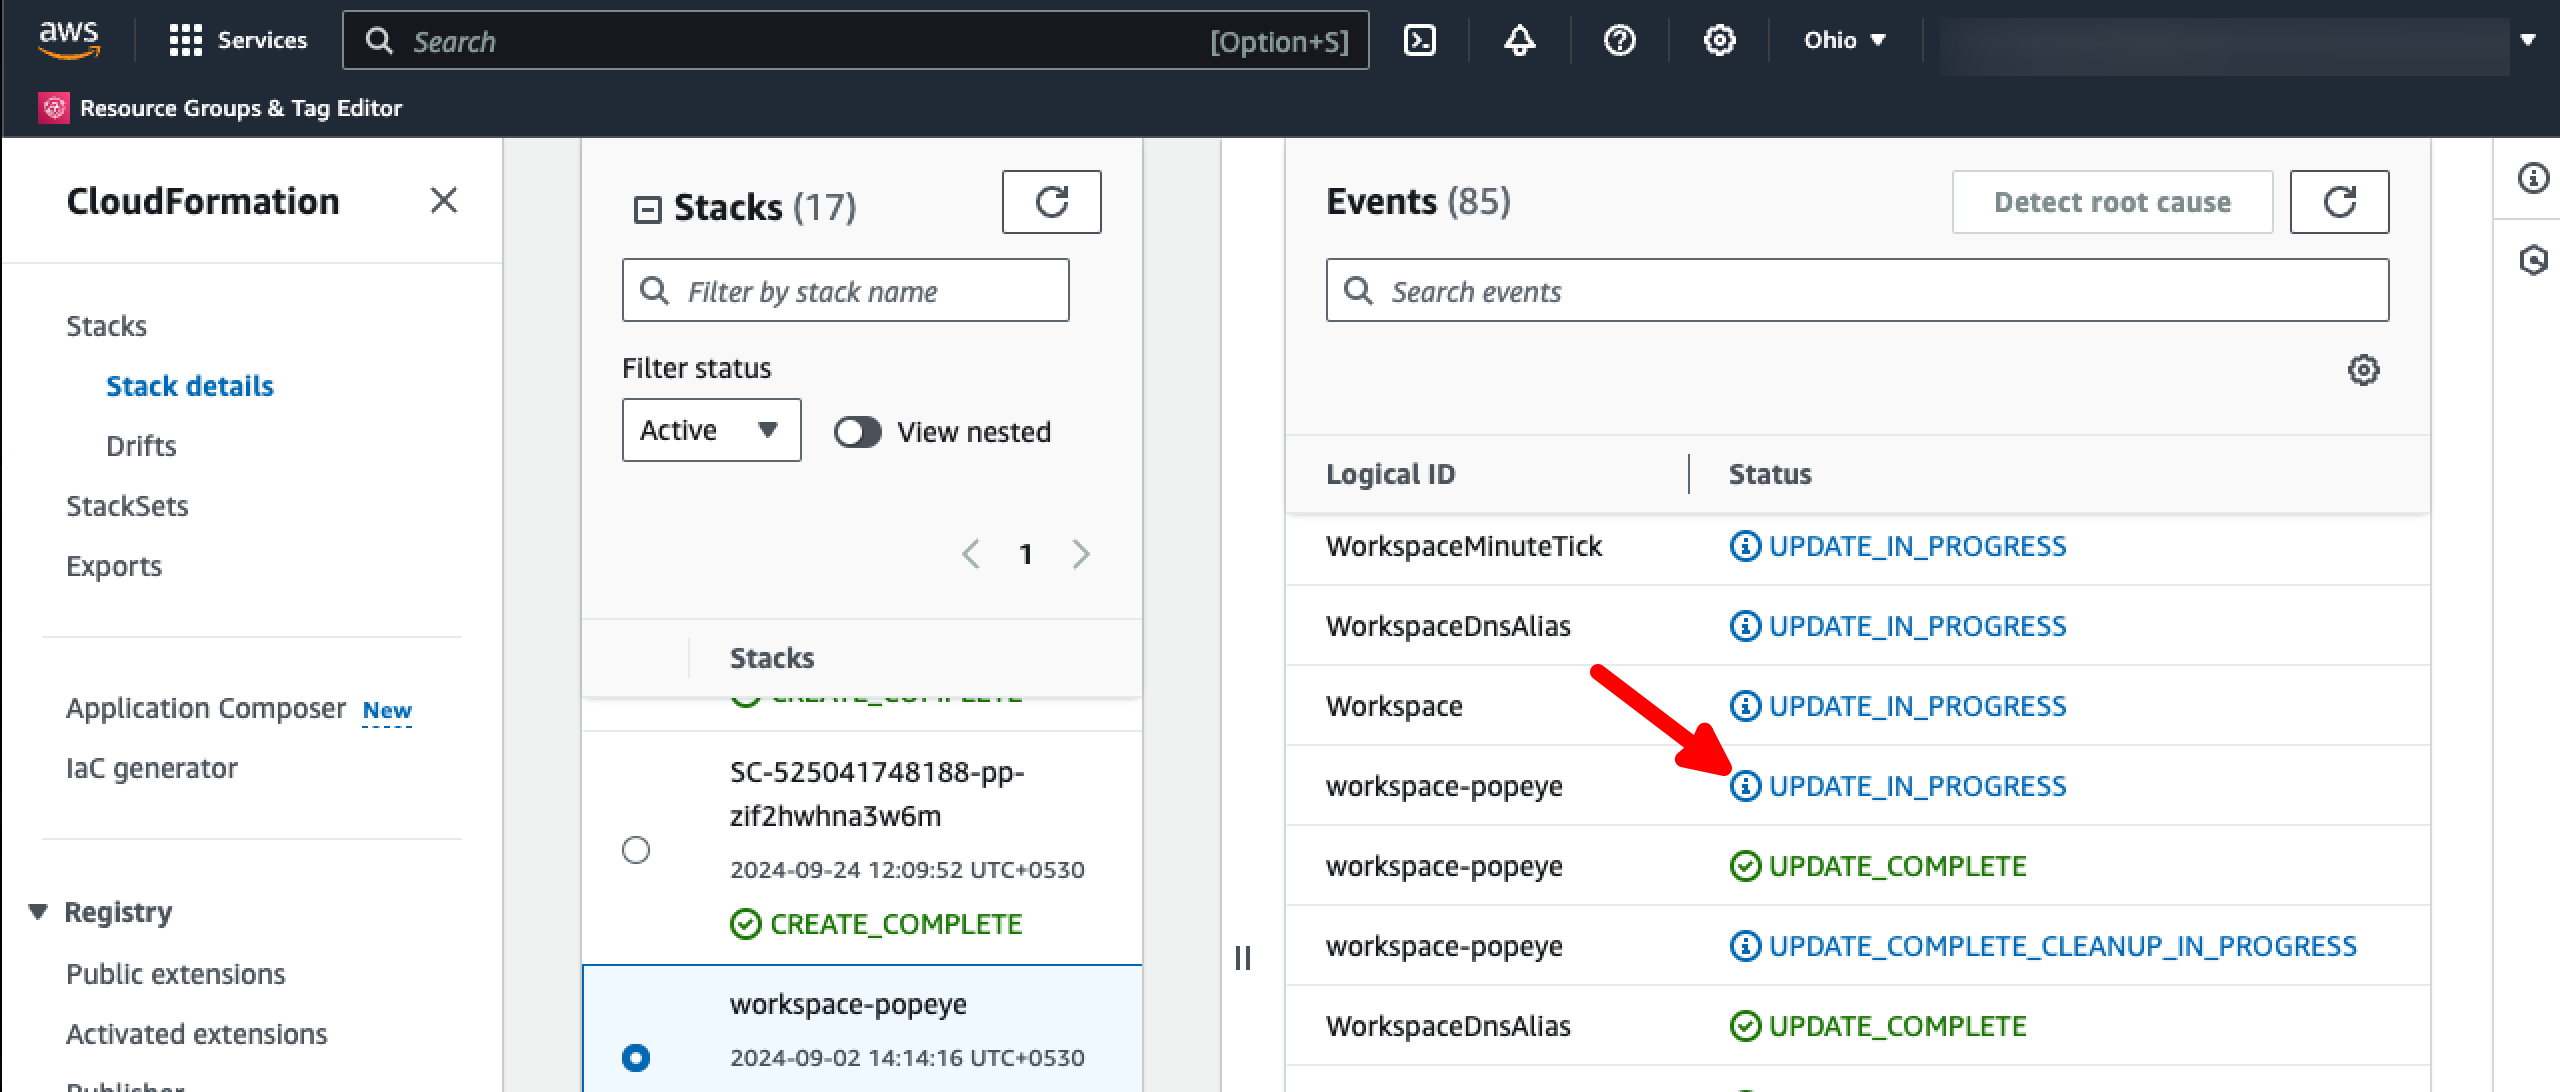 aws
Services
Search
[Option+S]
Ohio
Resource Groups & Tag Editor
CloudFormation
Stacks
Stack details
Drifts
StackSets
Exports
Application Composer New
IaC generator
Registry
Public extensions
Activated extensions
Publisher
Stacks (17)
Filter by stack name
Filter status
Active
View nested
1
Stacks
CREATE_COMPLETE
SC-525041748188-pp-
zif2hwhna3w6m
2024-09-24 12:09:52 UTC+0530
CREATE_COMPLETE
workspace-popeye
2024-09-02 14:14:16 UTC+0530
Events (85)
Detect root cause
Search events
Logical ID Status
WorkspaceMinuteTick UPDATE_IN_PROGRESS
WorkspaceDnsAlias UPDATE_IN_PROGRESS
Workspace UPDATE_IN_PROGRESS
workspace-popeye UPDATE_IN_PROGRESS
workspace-popeye UPDATE_COMPLETE
workspace-popeye UPDATE_COMPLETE_CLEANUP_IN_PROGRESS
WorkspaceDnsAlias UPDATE_COMPLETE